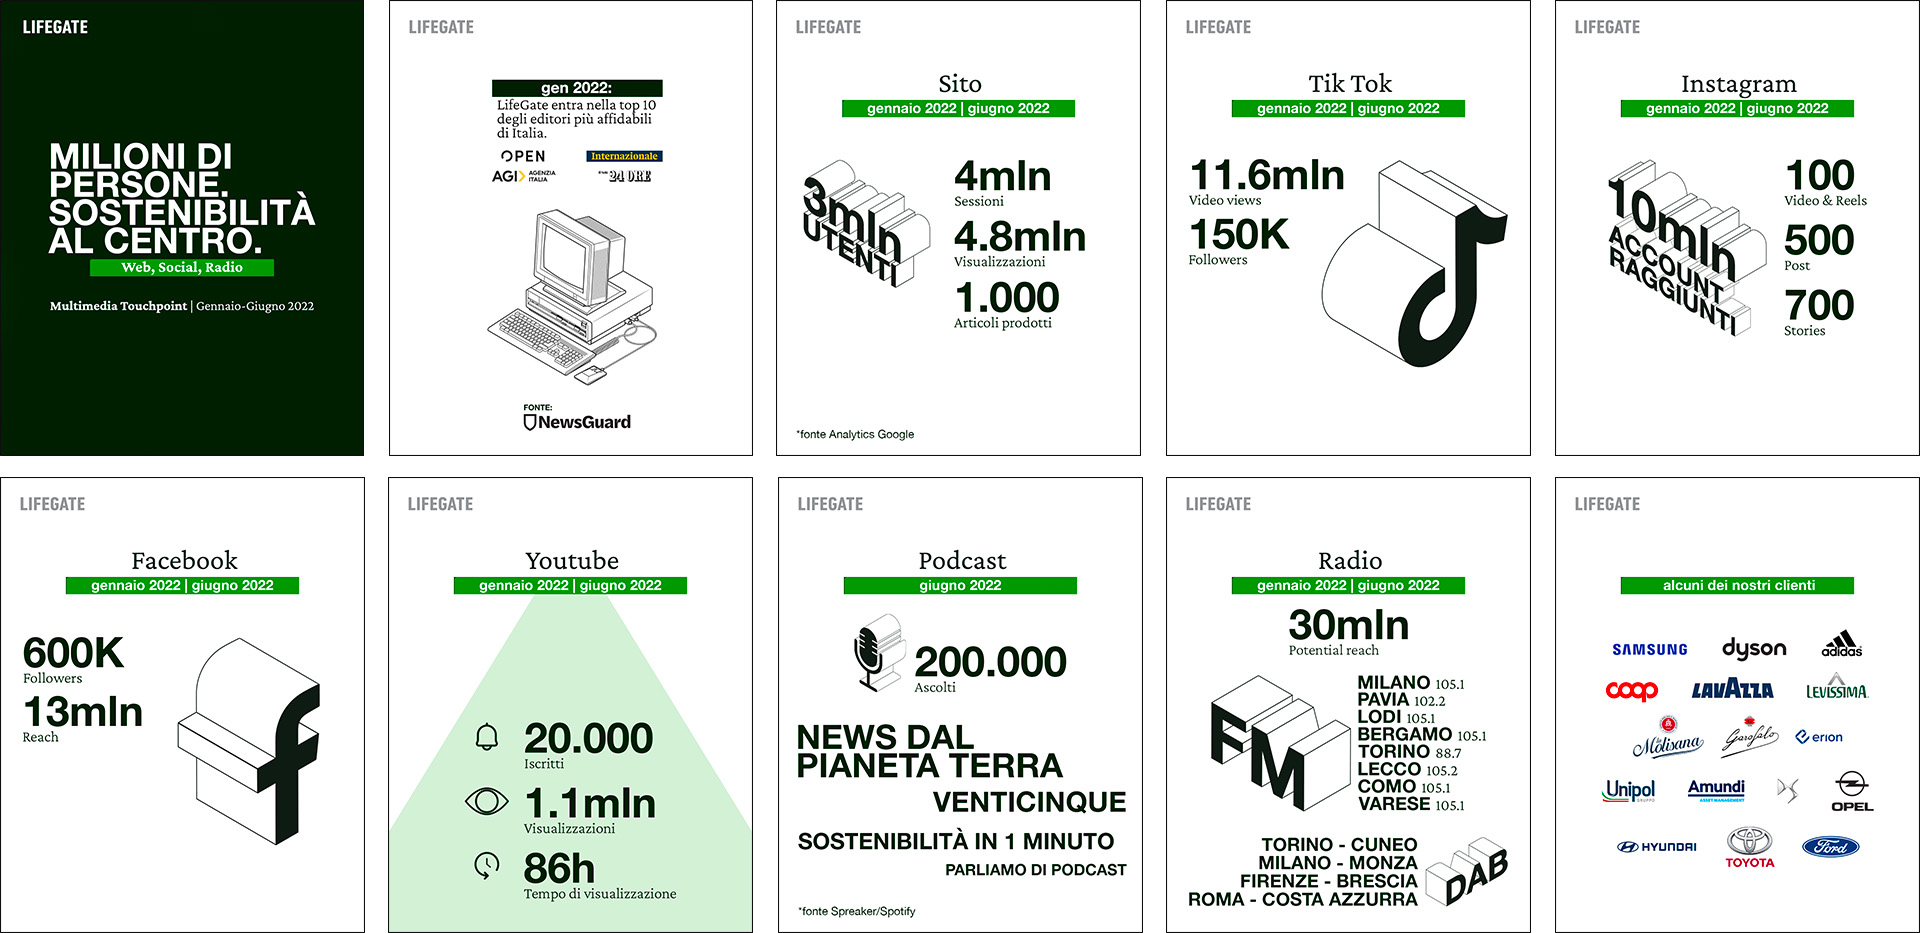 LIFEGATE
MILIONI DI
PERSONE.
SOSTENIBILITÀ
AL CENTRO.
Web, Social, Radio
Multimedia Touchpoint | Gennaio-Giugno 2022
LIFEGATE
gen 2022:
LifeGate entra nella top 10
degli editori più affidabili
di Italia.
OPEN
Internazionale
AGI AGENZIA
ITALIA
24 ORE
FONTE:
NewsGuard
LIFEGATE
Sito
gennaio 2022 | giugno 2022
3mln
UTENTI
4mln
Sessioni
4.8mln
Visualizzazioni
1.000
Articoli prodotti
*fonte Analytics Google
LIFEGATE
Tik Tok
gennaio 2022 | giugno 2022
11.6mln
Video views
150K
Followers
LIFEGATE
Instagram
gennaio 2022 | giugno 2022
10mln
ACCOUNT
RAGGIUNTI
100
Video & Reels
500
Post
700
Stories
LIFEGATE
Facebook
gennaio 2022 | giugno 2022
600K
Followers
13mln
Reach
LIFEGATE
Youtube
gennaio 2022 | giugno 2022
20.000
Iscritti
1.1mln
Visualizzazioni
86h
Tempo di visualizzazione
LIFEGATE
Podcast
giugno 2022
200.000
Ascolti
NEWS DAL
PIANETA TERRA
VENTICINQUE
SOSTENIBILITÀ IN 1 MINUTO
PARLIAMO DI PODCAST
*fonte Spreaker/Spotify
LIFEGATE
Radio
gennaio 2022 | giugno 2022
30mln
Potential reach
FM
MILANO 105.1
PAVIA 102.2
LODI 105.1
BERGAMO 105.1
TORINO 88.7
LECCO 105.2
COMO 105.1
VARESE 105.1
TORINO - CUNEO
MILANO - MONZA
FIRENZE - BRESCIA
ROMA - COSTA AZZURRA
DAB
LIFEGATE
alcuni dei nostri clienti
SAMSUNG
dyson
adidas
coop
LAVAZZA
LEVISSIMA
la Molisana
Garofalo
erion
Unipol
GRUPPO
Amundi
ASSET MANAGEMENT
DS
OPEL
HYUNDAI
TOYOTA
Ford